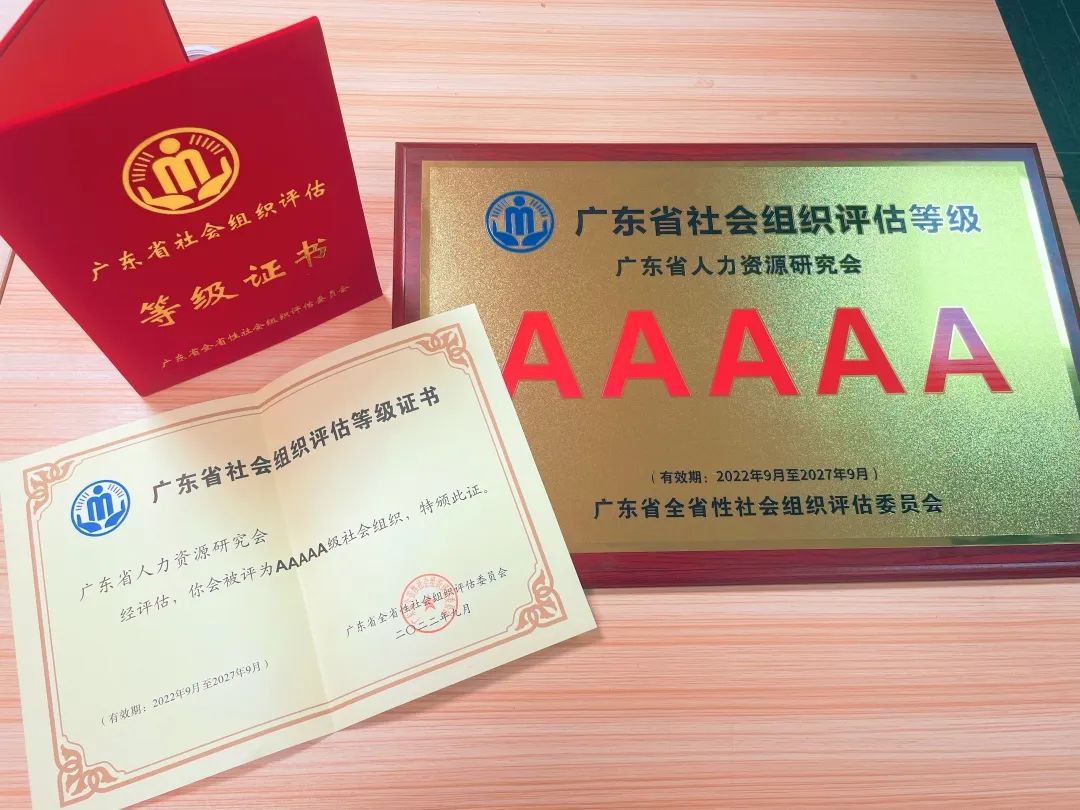 广东省社会组织评估
等级证书
广东省全省性社会组织评估委员会
广东省社会组织评估等级
广东省人力资源研究会
AAAAA
（有效期：2022年9月至2027年9月）
广东省全省性社会组织评估委员会
广东省社会组织评估等级证书
广东省人力资源研究会
经评估，你会被评为AAAAA级社会组织，特颁此证。
广东省全省性社会组织评估委员会
二〇二二年九月
（有效期：2022年9月至2027年9月）